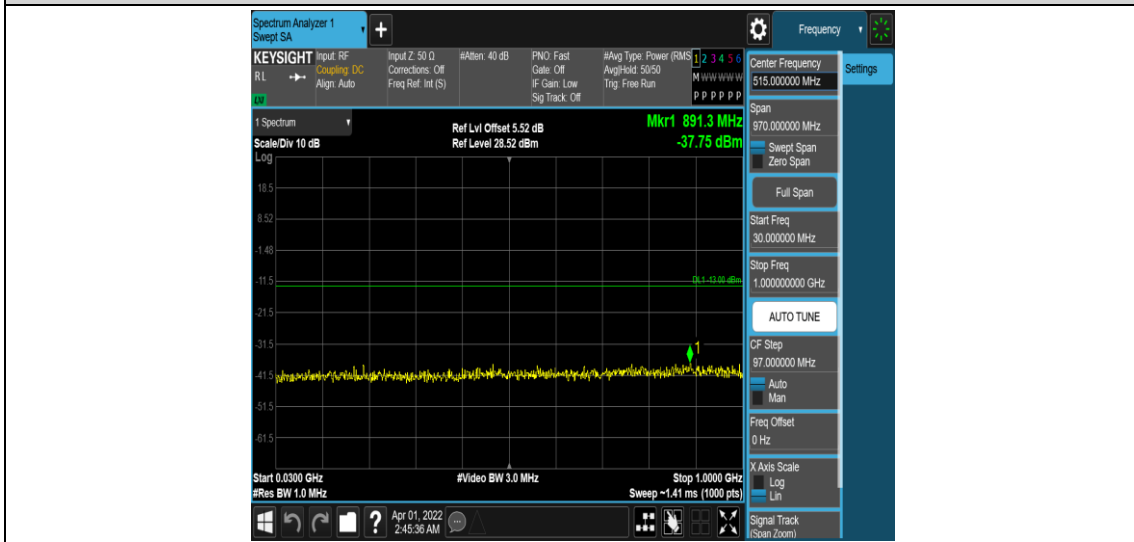 Spectrum Analyzer 1
Swept SA
+
Frequency
KEYSIGHT
RL
Input: RF
Coupling: DC
Align: Auto
Input Z: 50 Ω
Corrections: Off
Freq Ref: Int (S)
#Atten: 40 dB
PNO: Fast
Gate: Off
IF Gain: Low
Sig Track: Off
#Avg Type: Power (RMS
Avg|Hold: 50/50
Trig: Free Run
1 2 3 4 5 6
M W W W W W
P P P P P P
1 Spectrum
Scale/Div 10 dB
Log
Ref Lvl Offset 5.52 dB
Ref Level 28.52 dBm
Mkr1 891.3 MHz
-37.75 dBm
18.5
8.52
-1.48
-11.5
DL1 -13.00 dBm
-21.5
-31.5
1
-41.5
-51.5
-61.5
Start 0.0300 GHz
#Res BW 1.0 MHz
#Video BW 3.0 MHz
Stop 1.0000 GHz
Sweep ~1.41 ms (1000 pts)
?
Apr 01, 2022
2:45:36 AM
Center Frequency
515.000000 MHz
Settings
Span
970.000000 MHz
Swept Span
Zero Span
Full Span
Start Freq
30.000000 MHz
Stop Freq
1.000000000 GHz
AUTO TUNE
CF Step
97.000000 MHz
Auto
Man
Freq Offset
0 Hz
X Axis Scale
Log
Lin
Signal Track
(Span Zoom)